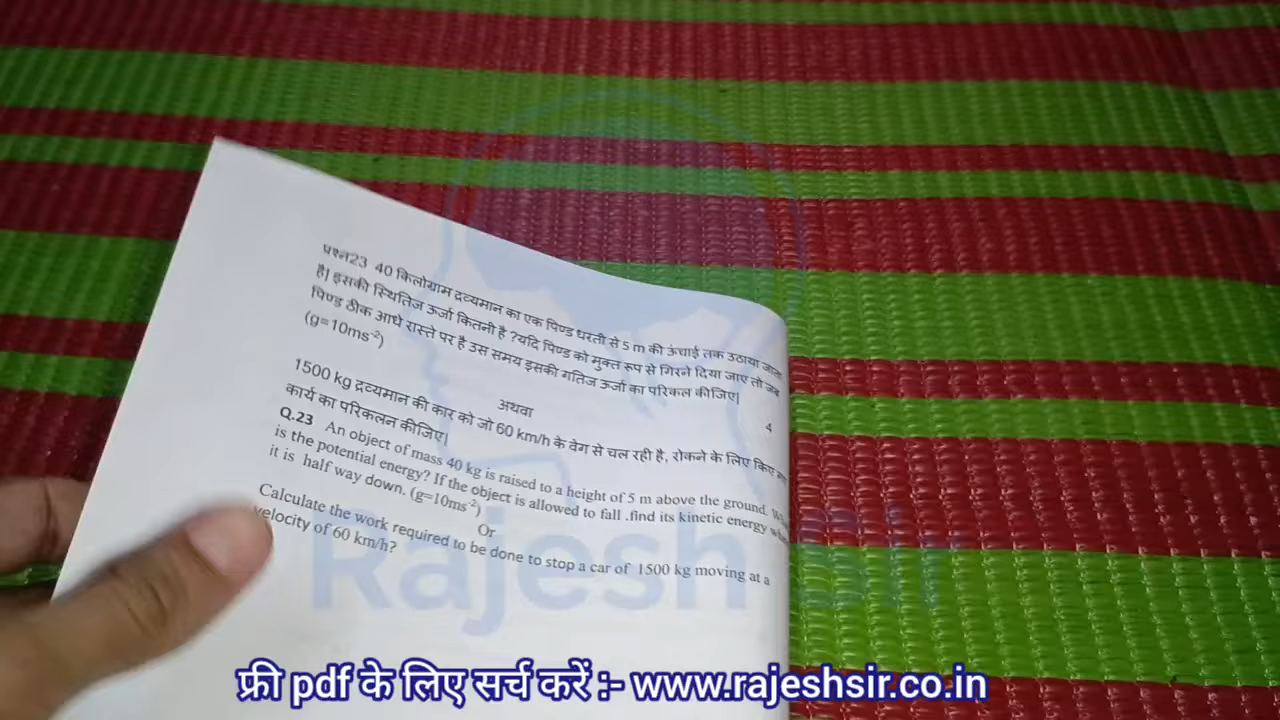 प्रश्न23 40 किलोग्राम द्रव्यमान का एक पिण्ड धरती से 5 m की ऊंचाई तक उठाया जाता
है| इसकी स्थितिज ऊर्जा कितनी है ?यदि पिण्ड को मुक्त रूप से गिरने दिया जाए तो जब
पिण्ड ठीक आधे रास्ते पर है उस समय इसकी गतिज ऊर्जा का परिकल कीजिए|
(g=10ms⁻²)
4
अथवा
1500 kg द्रव्यमान की कार को जो 60 km/h के वेग से चल रही है, रोकने के लिए किए गए
कार्य का परिकलन कीजिए|
Q.23 An object of mass 40 kg is raised to a height of 5 m above the ground.
is the potential energy? If the object is allowed to fall .find its kinetic energy
it is half way down. (g=10ms⁻²)
Or
Calculate the work required to be done to stop a car of 1500 kg moving at a
velocity of 60 km/h?
Rajesh Sir
फ्री pdf के लिए सर्च करें :- www.rajeshsir.co.in